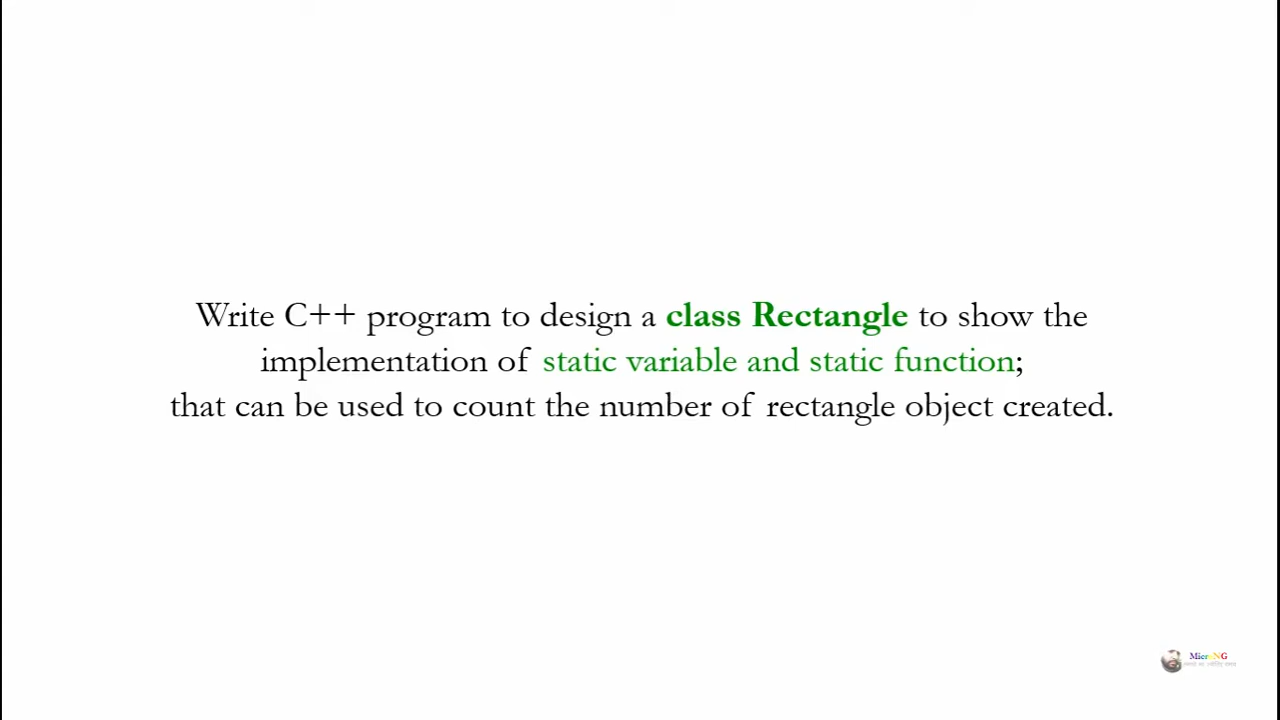 Write C++ program to design a class Rectangle to show the
implementation of static variable and static function;
that can be used to count the number of rectangle object created.
MicroNG